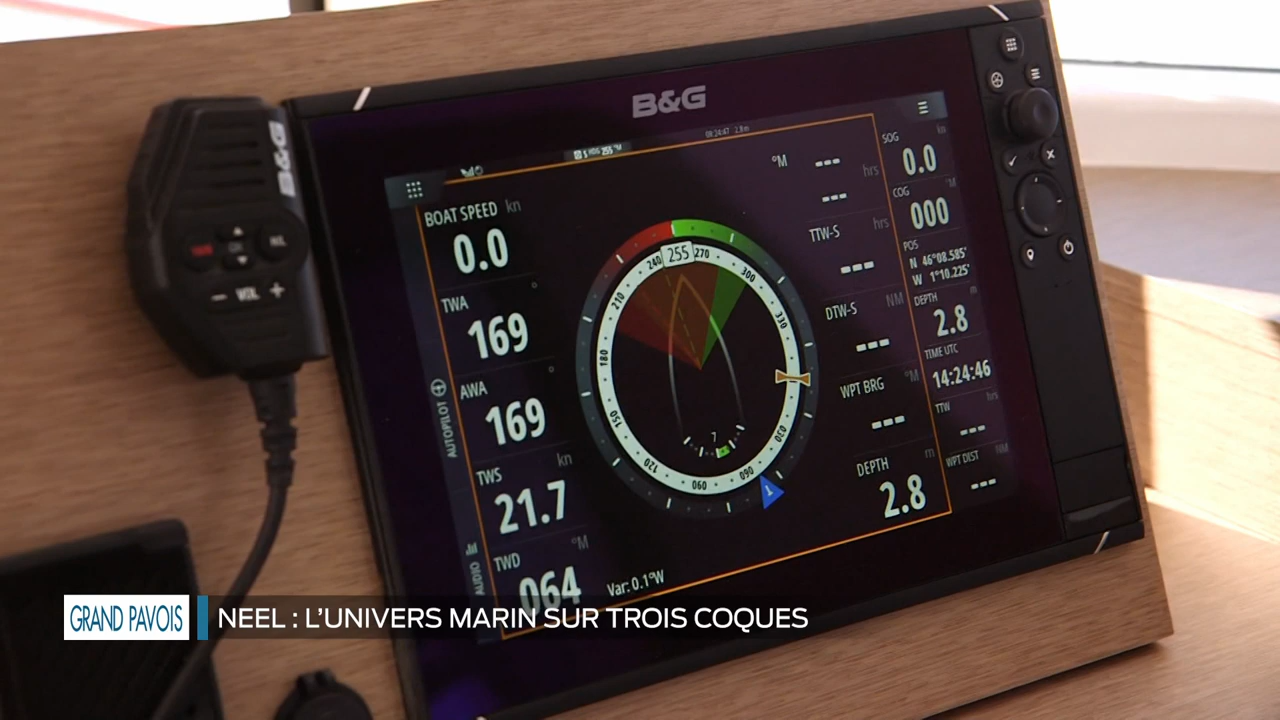 B&G
B&G
VOL
BOAT SPEED kn
0.0
TWA °
169
AWA °
169
TWS kn
21.7
TWD °M
064
Var: 0.1°W
AUTOPILOT
AUDIO
255
240
270
300
330
030
060
090
120
150
180
210
7
°M ---
hrs
---
TTW-S hrs
---
DTW-S NM
---
WPT BRG °M
---
DEPTH m
2.8
SOG kn
0.0
COG °M
000
POS
N 46°08.585'
W 1°10.225'
DEPTH m
2.8
TIME UTC
14:24:46
TTW hrs
---
WPT DIST NM
---
GRAND PAVOIS
NEEL : L'UNIVERS MARIN SUR TROIS COQUES